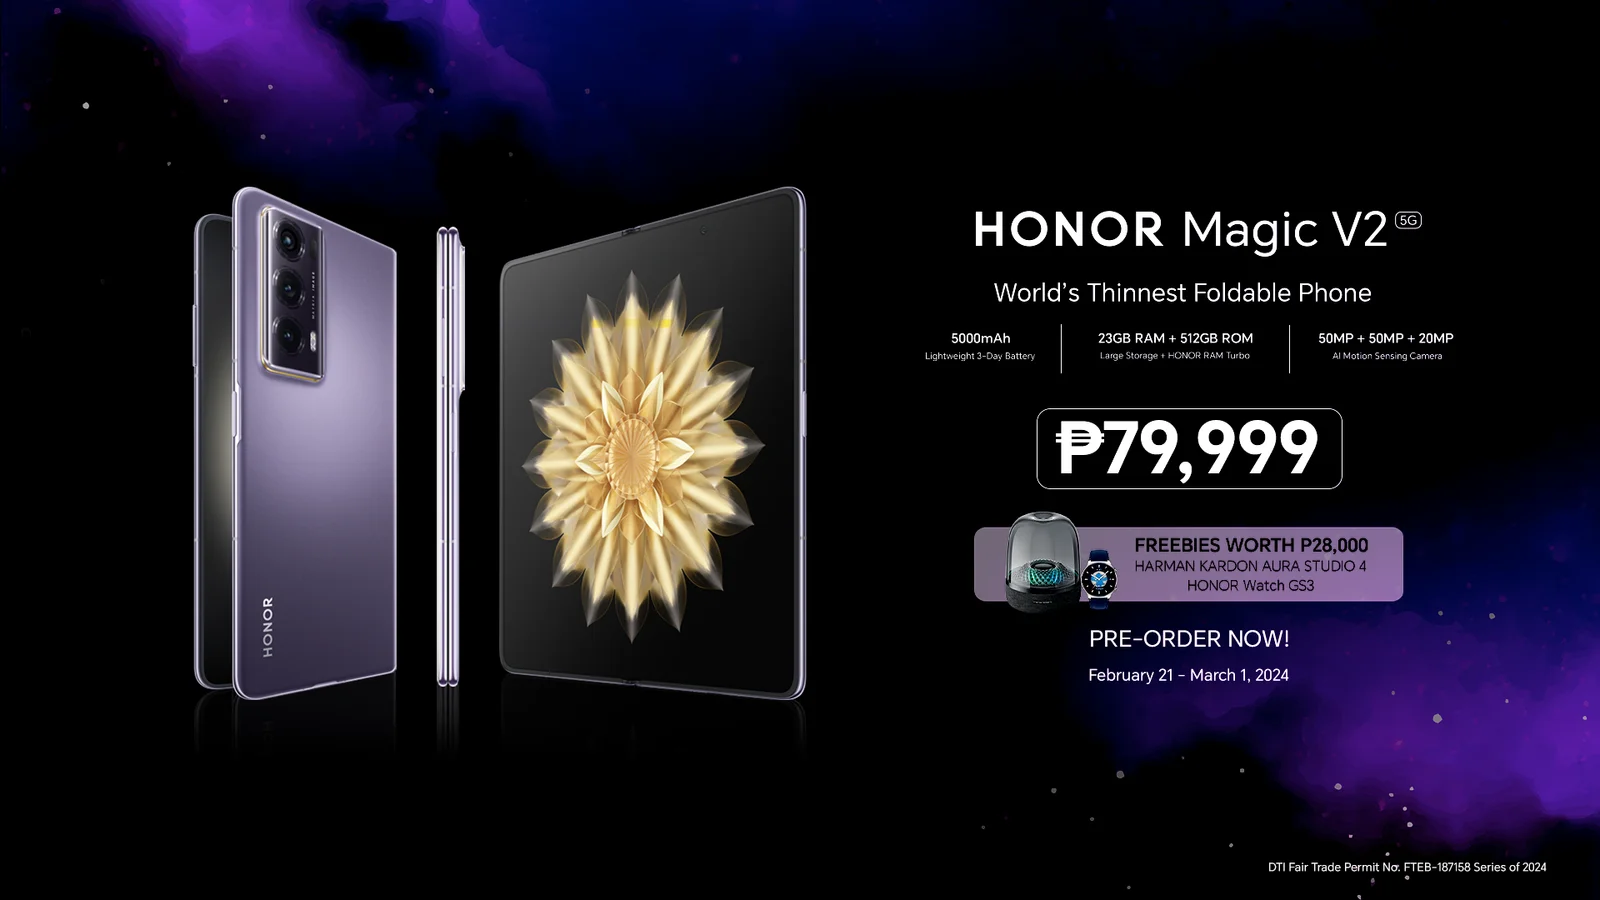 HONOR Magic V2 5G
World's Thinnest Foldable Phone
5000mAh
Lightweight 3-Day Battery
23GB RAM + 512GB ROM
Large Storage + HONOR RAM Turbo
50MP + 50MP + 20MP
AI Motion Sensing Camera
₱79,999
FREEBIES WORTH P28,000
HARMAN KARDON AURA STUDIO 4
HONOR Watch GS3
PRE-ORDER NOW!
February 21 - March 1, 2024
HONOR
DTI Fair Trade Permit No. FTEB-187158 Series of 2024